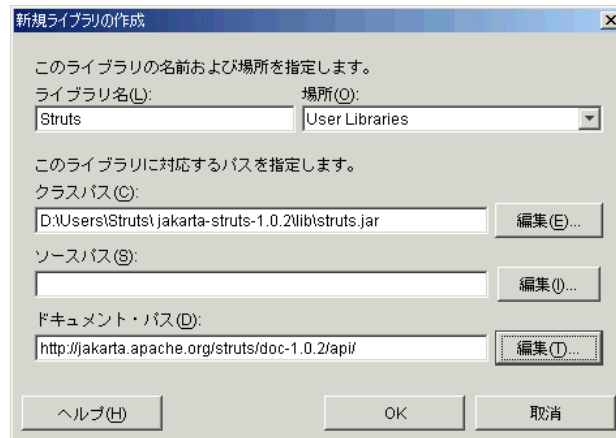 新規ライブラリの作成
このライブラリの名前および場所を指定します。
ライブラリ名(L): 場所(O):
Struts User Libraries
このライブラリに対応するパスを指定します。
クラスパス(C):
D:\Users\Struts\ jakarta-struts-1.0.2\lib\struts.jar 編集(E)...
ソースパス(S):
編集(I)...
ドキュメント・パス(D):
http://jakarta.apache.org/struts/doc-1.0.2/api/ 編集(T)...
ヘルプ(H) OK 取消